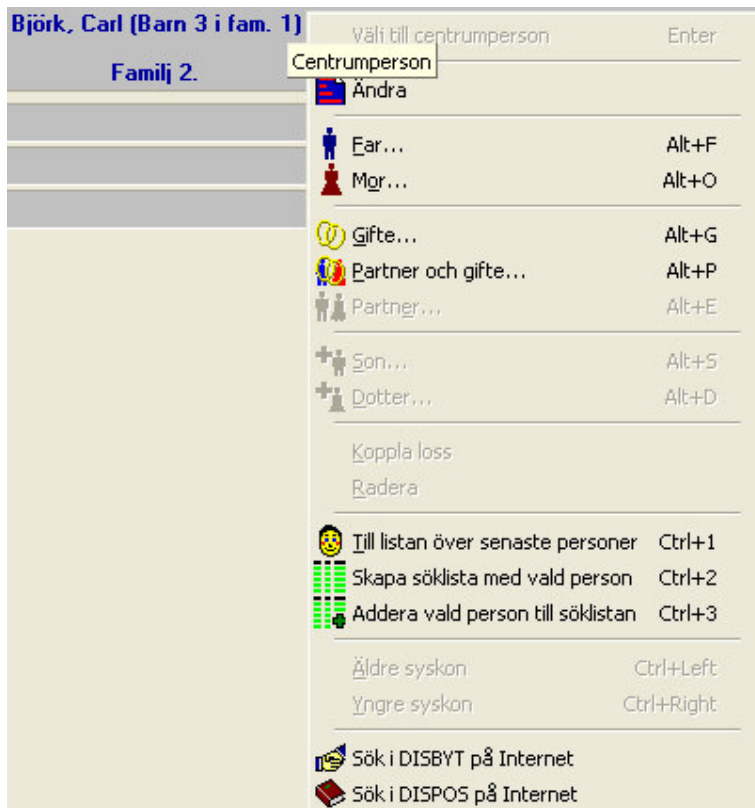 Björk, Carl (Barn 3 i fam. 1)
Familj 2.
Välj till centrumperson Enter
Centrumperson
Ändra
Far... Alt+F
Mor... Alt+O
Gifte... Alt+G
Partner och gifte... Alt+P
Partner... Alt+E
Son... Alt+S
Dotter... Alt+D
Koppla loss
Radera
Till listan över senaste personer Ctrl+1
Skapa söklista med vald person Ctrl+2
Addera vald person till söklistan Ctrl+3
Äldre syskon Ctrl+Left
Yngre syskon Ctrl+Right
Sök i DISBYT på Internet
Sök i DISPOS på Internet